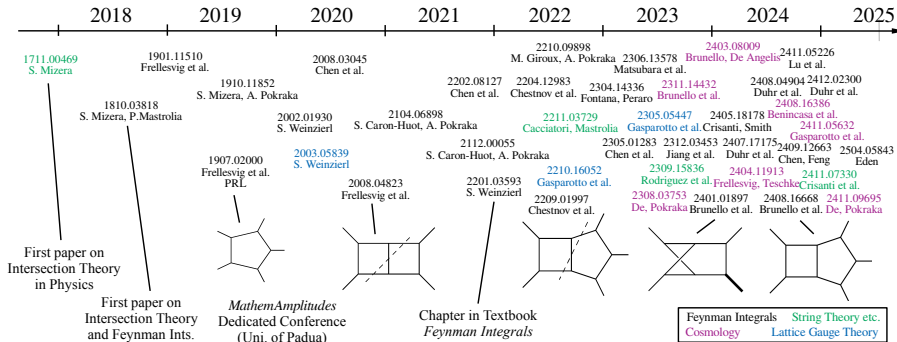 2018 2019 2020 2021 2022 2023 2024 2025
1711.00469
S. Mizera
1810.03818
S. Mizera, P.Mastrolia
1901.11510
Frellesvig et al.
1910.11852
S. Mizera, A. Pokraka
1907.02000
Frellesvig et al.
PRL
2008.03045
Chen et al.
2002.01930
S. Weinzierl
2003.05839
S. Weinzierl
2008.04823
Frellesvig et al.
2104.06898
S. Caron-Huot, A. Pokraka
2112.00055
S. Caron-Huot, A. Pokraka
2202.08127
Chen et al.
2201.03593
S. Weinzierl
2210.09898
M. Giroux, A. Pokraka
2204.12983
Chestnov et al.
2211.03729
Cacciatori, Mastrolia
2210.16052
Gasparotto et al.
2209.01997
Chestnov et al.
2304.14336
Fontana, Peraro
2306.13578
Matsubara et al.
2311.14432
Brunello et al.
2305.05447
Gasparotto et al.
2305.01283
Chen et al.
2312.03453
Jiang et al.
2309.15836
Rodriguez et al.
2308.03753
De, Pokraka
2403.08009
Brunello, De Angelis
2405.18178
Crisanti, Smith
2407.17175
Duhr et al.
2404.11913
Frellesvig, Teschke
2401.01897
Brunello et al.
2411.05226
Lu et al.
2408.04904
Duhr et al.
2412.02300
Duhr et al.
2408.16386
Benincasa et al.
2411.05632
Gasparotto et al.
2409.12663
Chen, Feng
2504.05843
Eden
2411.07330
Crisanti et al.
2408.16668
Brunello et al.
2411.09695
De, Pokraka
First paper on
Intersection Theory
in Physics
First paper on
Intersection Theory
and Feynman Ints.
MathemAmplitudes
Dedicated Conference
(Uni. of Padua)
Chapter in Textbook
Feynman Integrals
Feynman Integrals String Theory etc.
Cosmology Lattice Gauge Theory